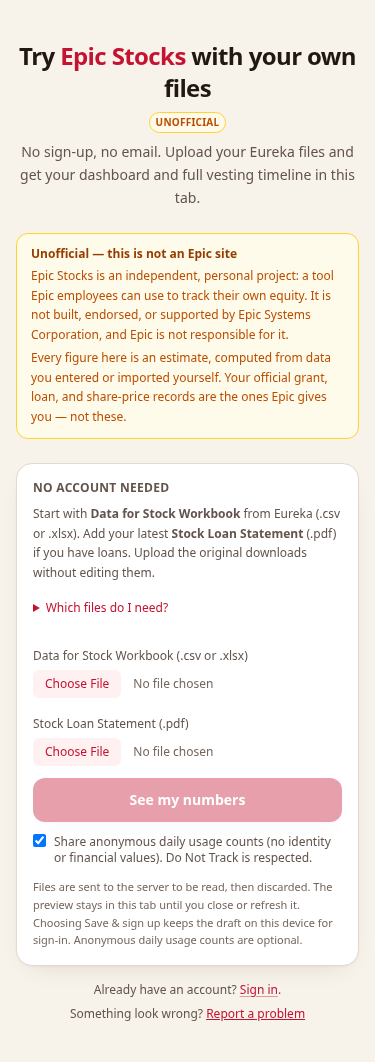 Try Epic Stocks with your own
files
UNOFFICIAL
No sign-up, no email. Upload your Eureka files and
get your dashboard and full vesting timeline in this
tab.
Unofficial — this is not an Epic site
Epic Stocks is an independent, personal project: a tool
Epic employees can use to track their own equity. It is
not built, endorsed, or supported by Epic Systems
Corporation, and Epic is not responsible for it.
Every figure here is an estimate, computed from data
you entered or imported yourself. Your official grant,
loan, and share-price records are the ones Epic gives
you — not these.
NO ACCOUNT NEEDED
Start with Data for Stock Workbook from Eureka (.csv
or .xlsx). Add your latest Stock Loan Statement (.pdf)
if you have loans. Upload the original downloads
without editing them.
Which files do I need?
Data for Stock Workbook (.csv or .xlsx)
Choose File No file chosen
Stock Loan Statement (.pdf)
Choose File No file chosen
See my numbers
Share anonymous daily usage counts (no identity
or financial values). Do Not Track is respected.
Files are sent to the server to be read, then discarded. The
preview stays in this tab until you close or refresh it.
Choosing Save & sign up keeps the draft on this device for
sign-in. Anonymous daily usage counts are optional.
Already have an account? Sign in.
Something look wrong? Report a problem